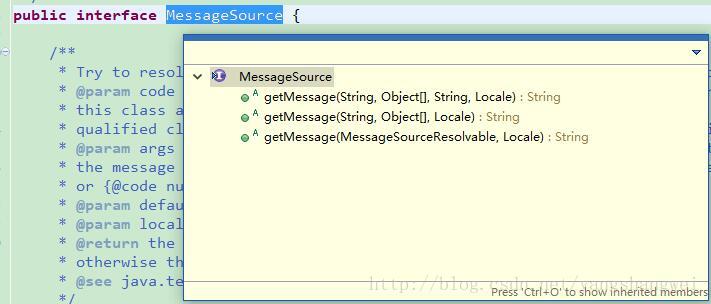 public interface MessageSource {
/**
* Try to resol
* @param code
* this class a
* qualified cl
* @param args
* the message
* or {@code nu
* @param defau
* @param local
* @return the
* otherwise th
* @see java.te
*/
MessageSource
getMessage(String, Object[], String, Locale) : String
getMessage(String, Object[], Locale) : String
getMessage(MessageSourceResolvable, Locale) : String
http://blog.csdn.net/yangshangwei
Press 'Ctrl+O' to show inherited members